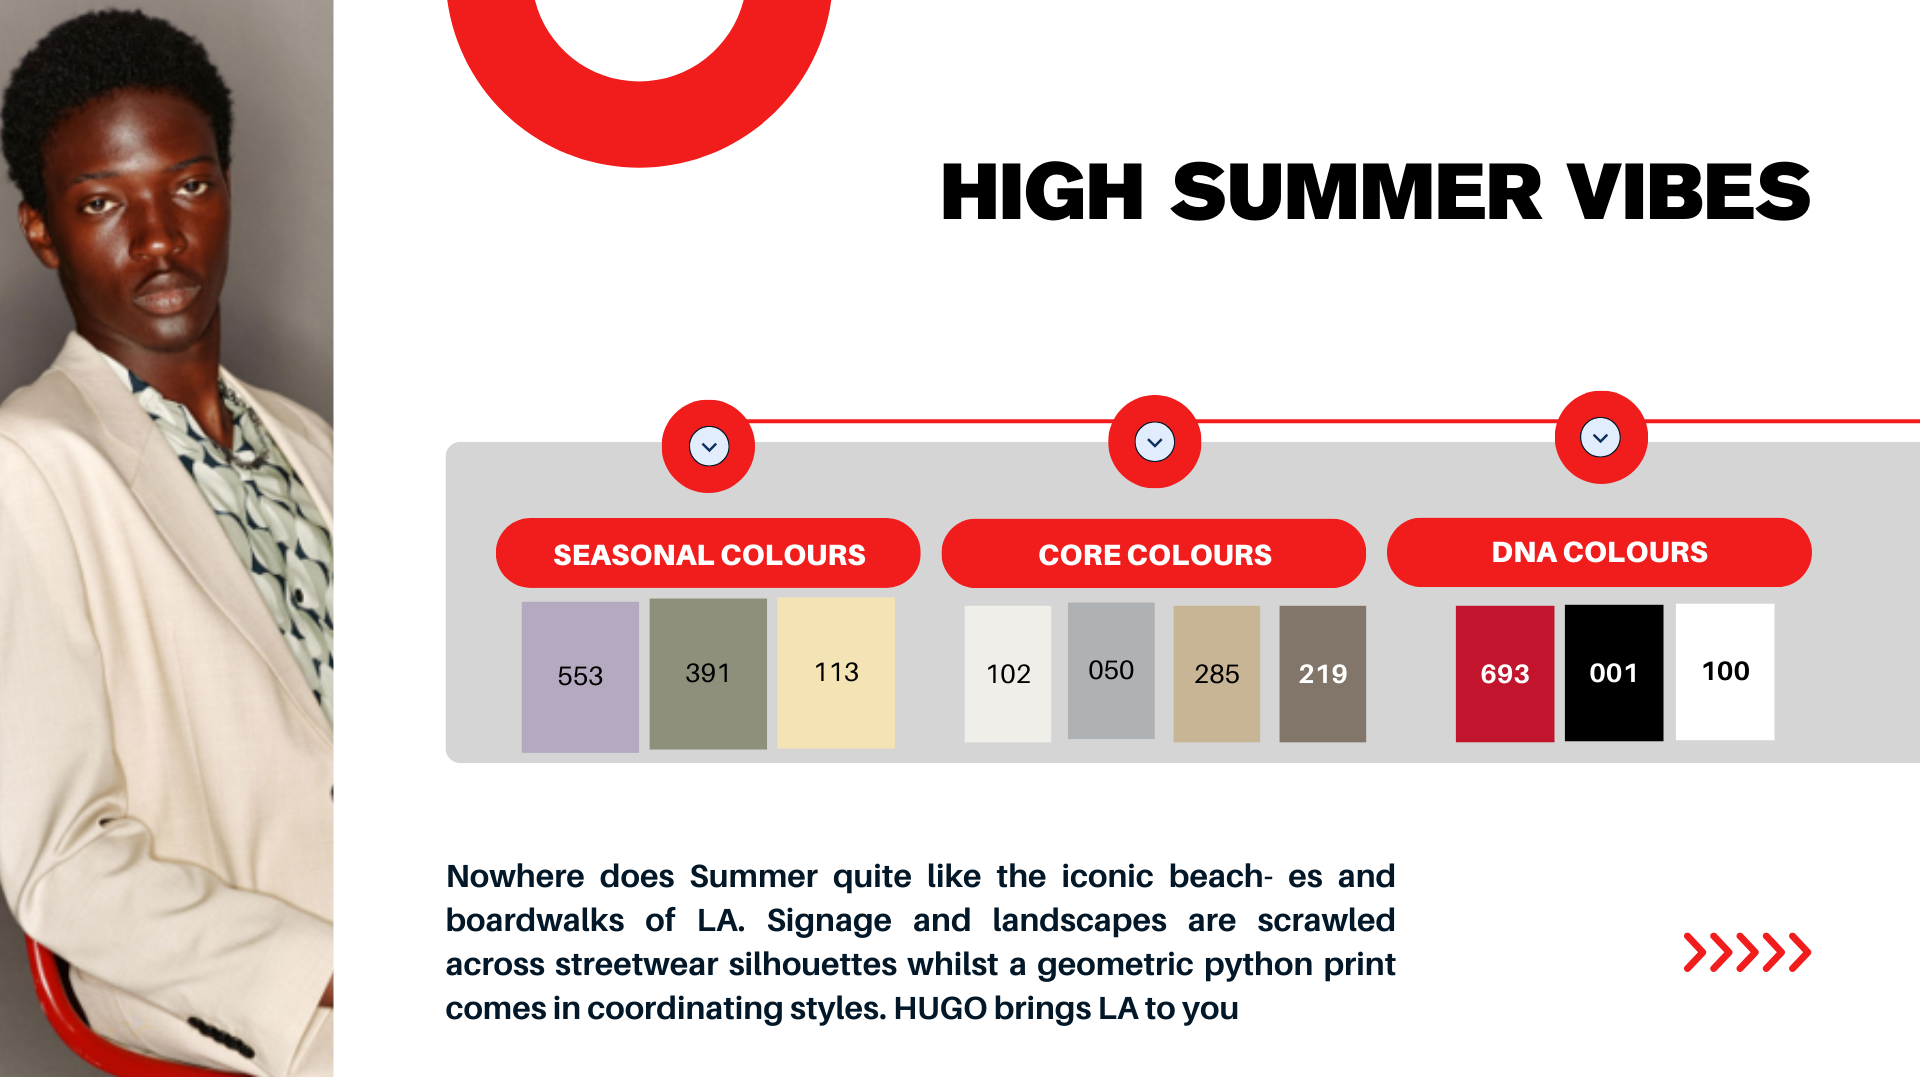 HIGH SUMMER VIBES
SEASONAL COLOURS
CORE COLOURS
DNA COLOURS
553
391
113
102
050
285
219
693
001
100
Nowhere does Summer quite like the iconic beach- es and
boardwalks of LA. Signage and landscapes are scrawled
across streetwear silhouettes whilst a geometric python print
comes in coordinating styles. HUGO brings LA to you